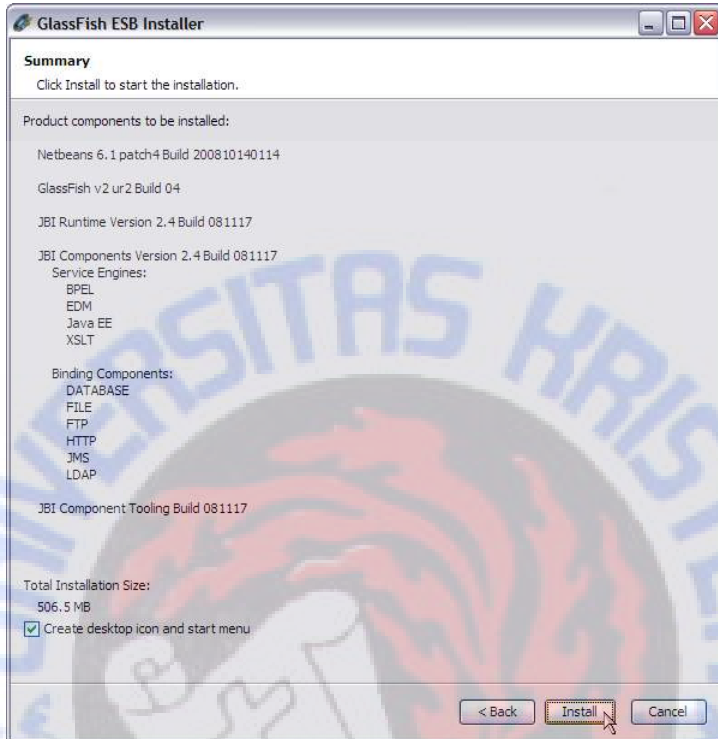 GlassFish ESB Installer
Summary
Click Install to start the installation.
Product components to be installed:
Netbeans 6.1 patch4 Build 200810140114
GlassFish v2 ur2 Build 04
JBI Runtime Version 2.4 Build 081117
JBI Components Version 2.4 Build 081117
Service Engines:
BPEL
EDM
Java EE
XSLT
Binding Components:
DATABASE
FILE
FTP
HTTP
JMS
LDAP
JBI Component Tooling Build 081117
Total Installation Size:
506.5 MB
Create desktop icon and start menu
< Back Install Cancel